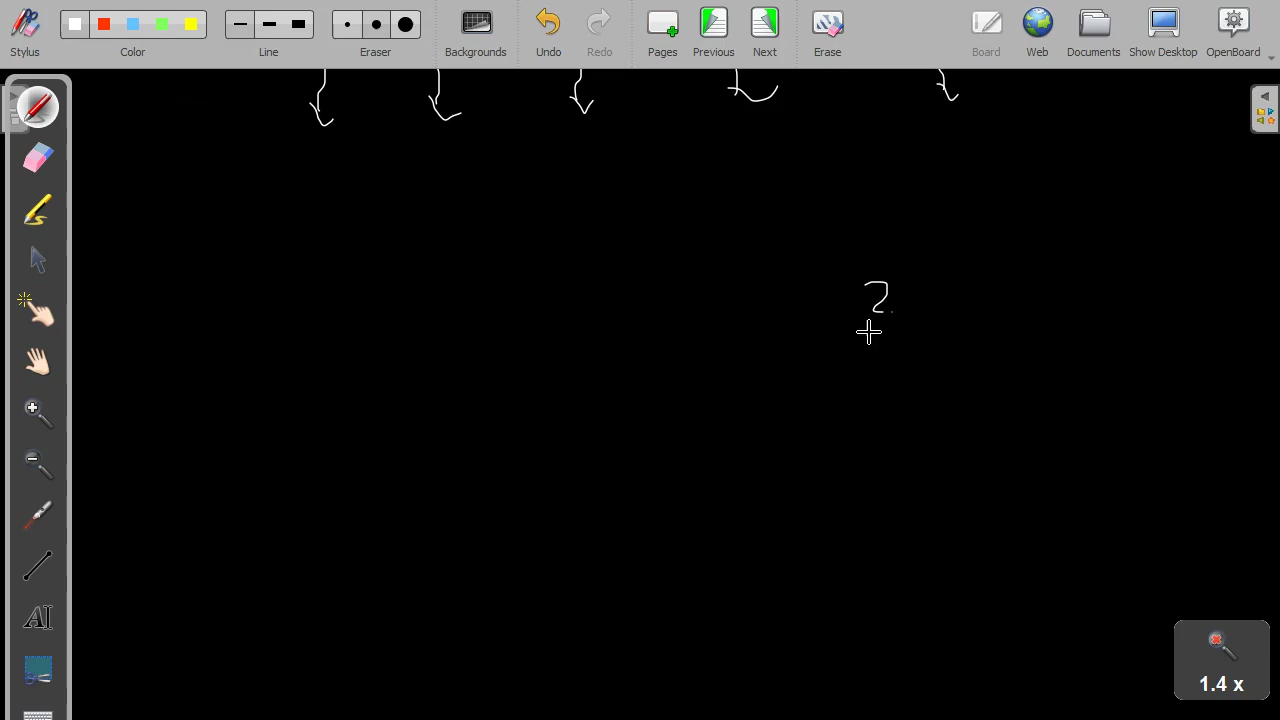 Stylus Color Line Eraser Backgrounds Undo Redo Pages Previous Next Erase Board Web Documents Show Desktop OpenBoard
2
AI
1.4 x